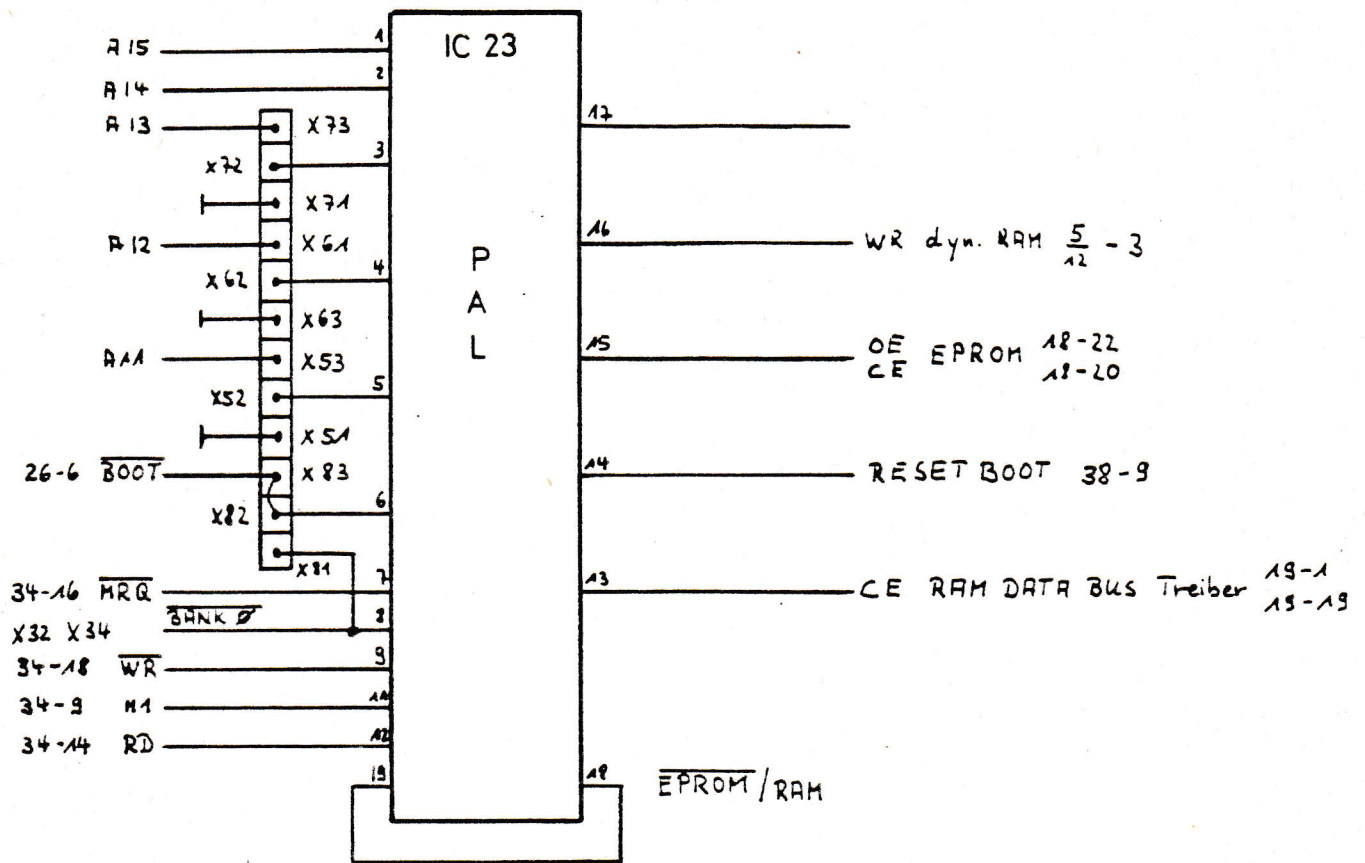 IC 23
PAL
A15 1
A14 2
A13 X73
X72 3
X71
A12 X61
X62 4
X63
A11 X53
X52 5
X51
26-6 BOOT X83
X82 6
X81
34-16 MRQ 7
X32 X34 BANK Ø 8
34-18 WR 9
34-9 M1 11
34-14 RD 12
19
17
16 WR dyn. RAM 5/12 - 3
15 OE CE EPROM 18-22 18-20
14 RESET BOOT 38-9
13 CE RAM DATA BUS Treiber 19-1 19-19
18 EPROM/RAM